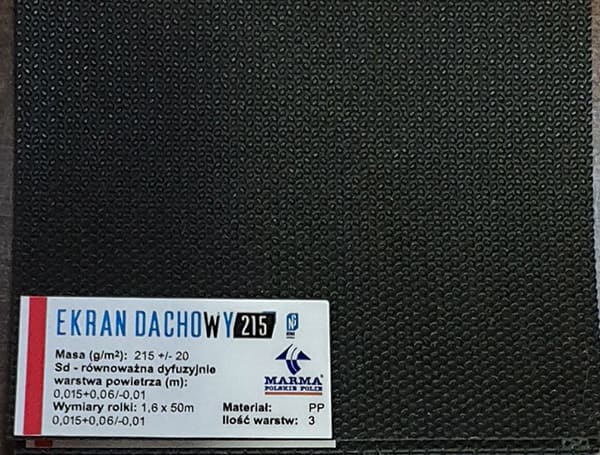 EKRAN DACHOWY 215
Masa (g/m²): 215 +/- 20
Sd - równoważna dyfuzyjnie
warstwa powietrza (m):
0,015+0,06/-0,01
Wymiary rolki: 1,6 x 50m
0,015+0,06/-0,01
MARMA®
POLSKIE FOLIE
Materiał: PP
Ilość warstw: 3